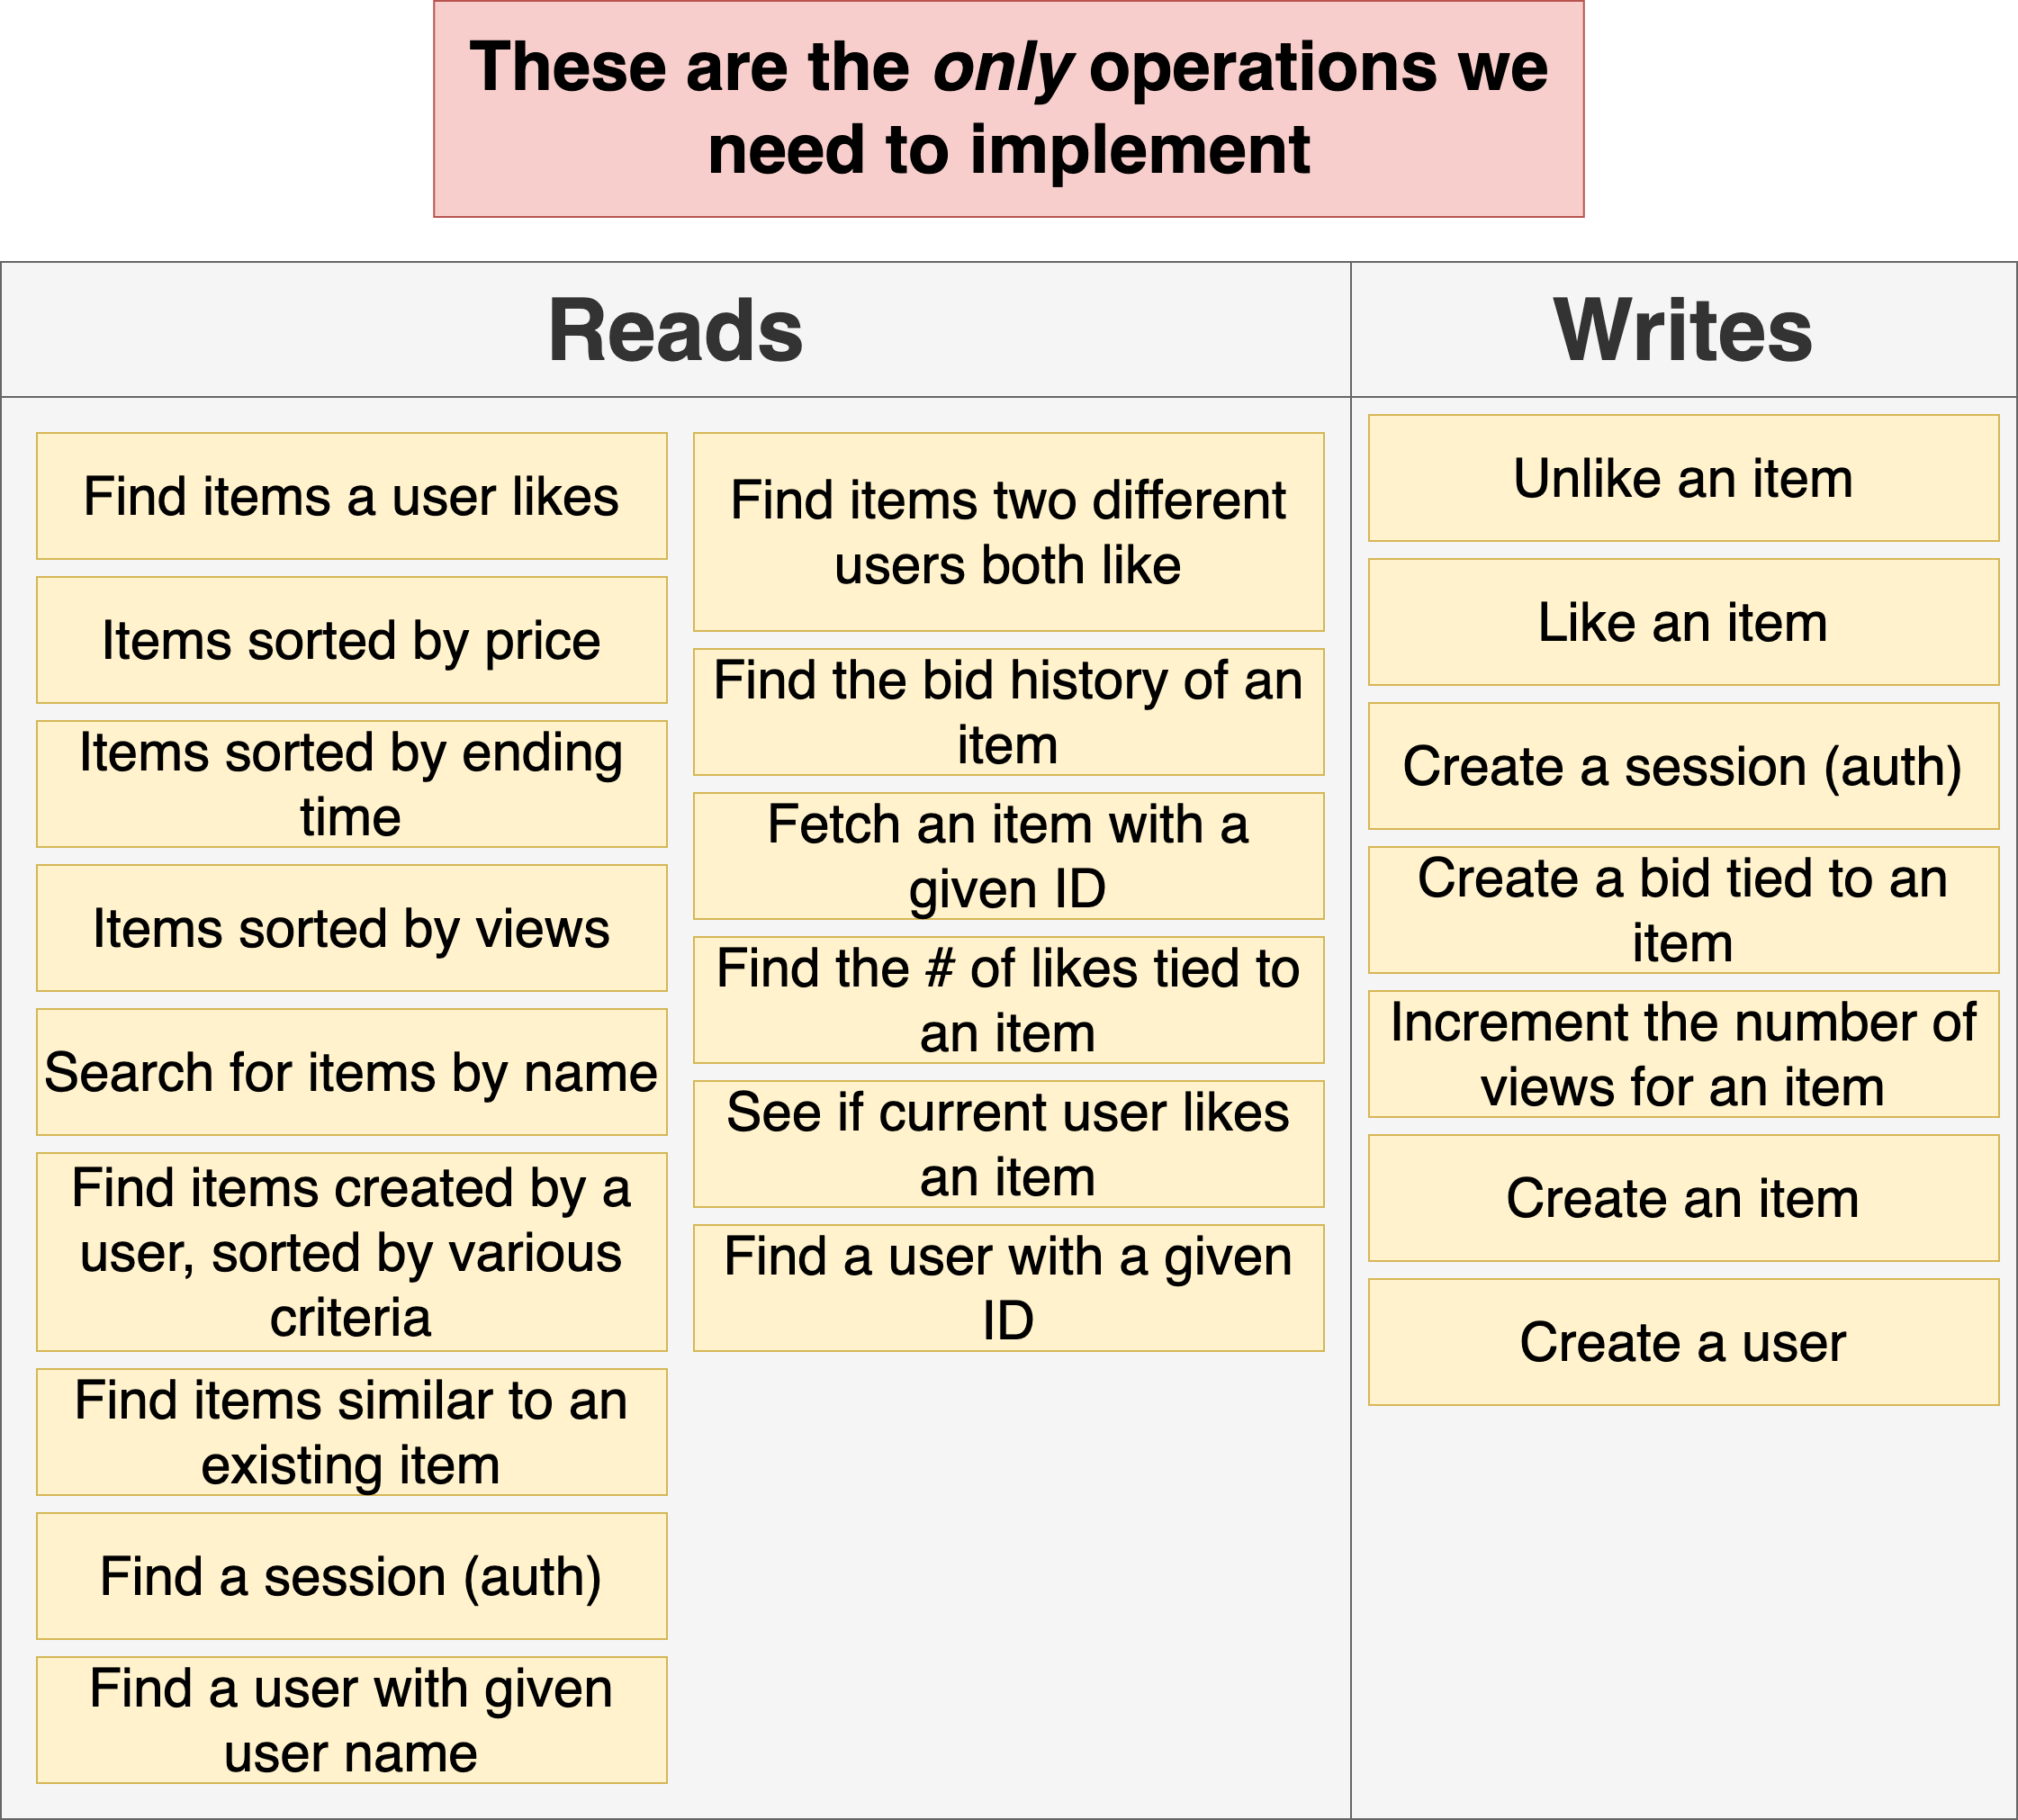 These are the only operations we
need to implement
Reads
Writes
Find items a user likes
Items sorted by price
Items sorted by ending
time
Items sorted by views
Search for items by name
Find items created by a
user, sorted by various
criteria
Find items similar to an
existing item
Find a session (auth)
Find a user with given
user name
Find items two different
users both like
Find the bid history of an
item
Fetch an item with a
given ID
Find the # of likes tied to
an item
See if current user likes
an item
Find a user with a given
ID
Unlike an item
Like an item
Create a session (auth)
Create a bid tied to an
item
Increment the number of
views for an item
Create an item
Create a user